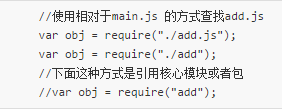 //使用相对于main.js 的方式查找add.js
var obj = require("./add.js");
var obj = require("./add");
//下面这种方式是引用核心模块或者包
//var obj = require("add");